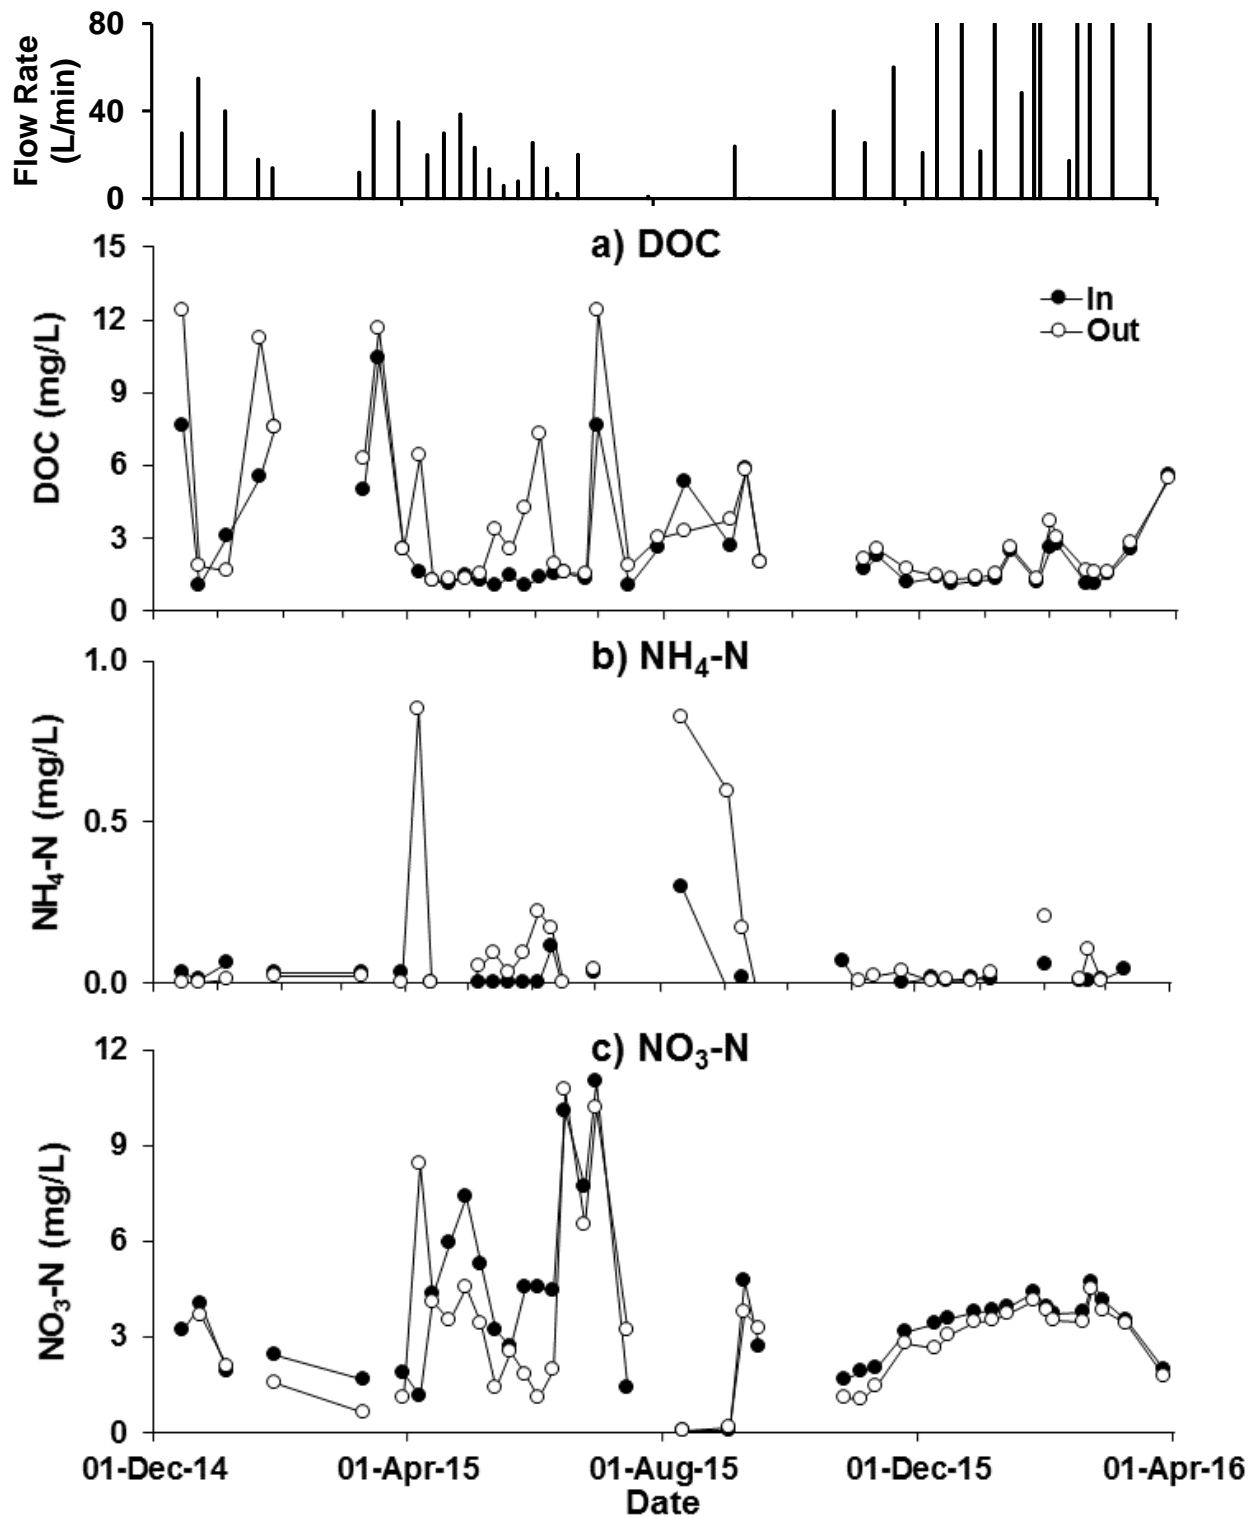 Flow Rate
(L/min)
80
40
0
a) DOC
DOC (mg/L)
15
12
9
6
3
0
In
Out
b) NH₄-N
NH₄-N (mg/L)
1.0
0.5
0.0
c) NO₃-N
NO₃-N (mg/L)
12
9
6
3
0
01-Dec-14 01-Apr-15 01-Aug-15 01-Dec-15 01-Apr-16
Date